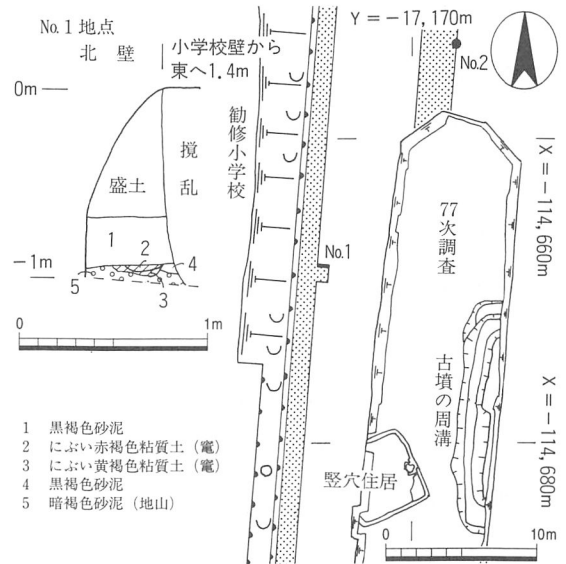 No.1地点
北 壁
小学校壁から
東へ1.4m
0m
盛土
撹乱
1
2
4
-1m
5
3
0
1m
1 黒褐色砂泥
2 にぶい赤褐色粘質土（竃）
3 にぶい黄褐色粘質土（竃）
4 黒褐色砂泥
5 暗褐色砂泥（地山）
勧修小学校
No.1
Y=-17,170m
No.2
X=-114,660m
77次調査
古墳の周溝
X=-114,680m
竪穴住居
0
10m